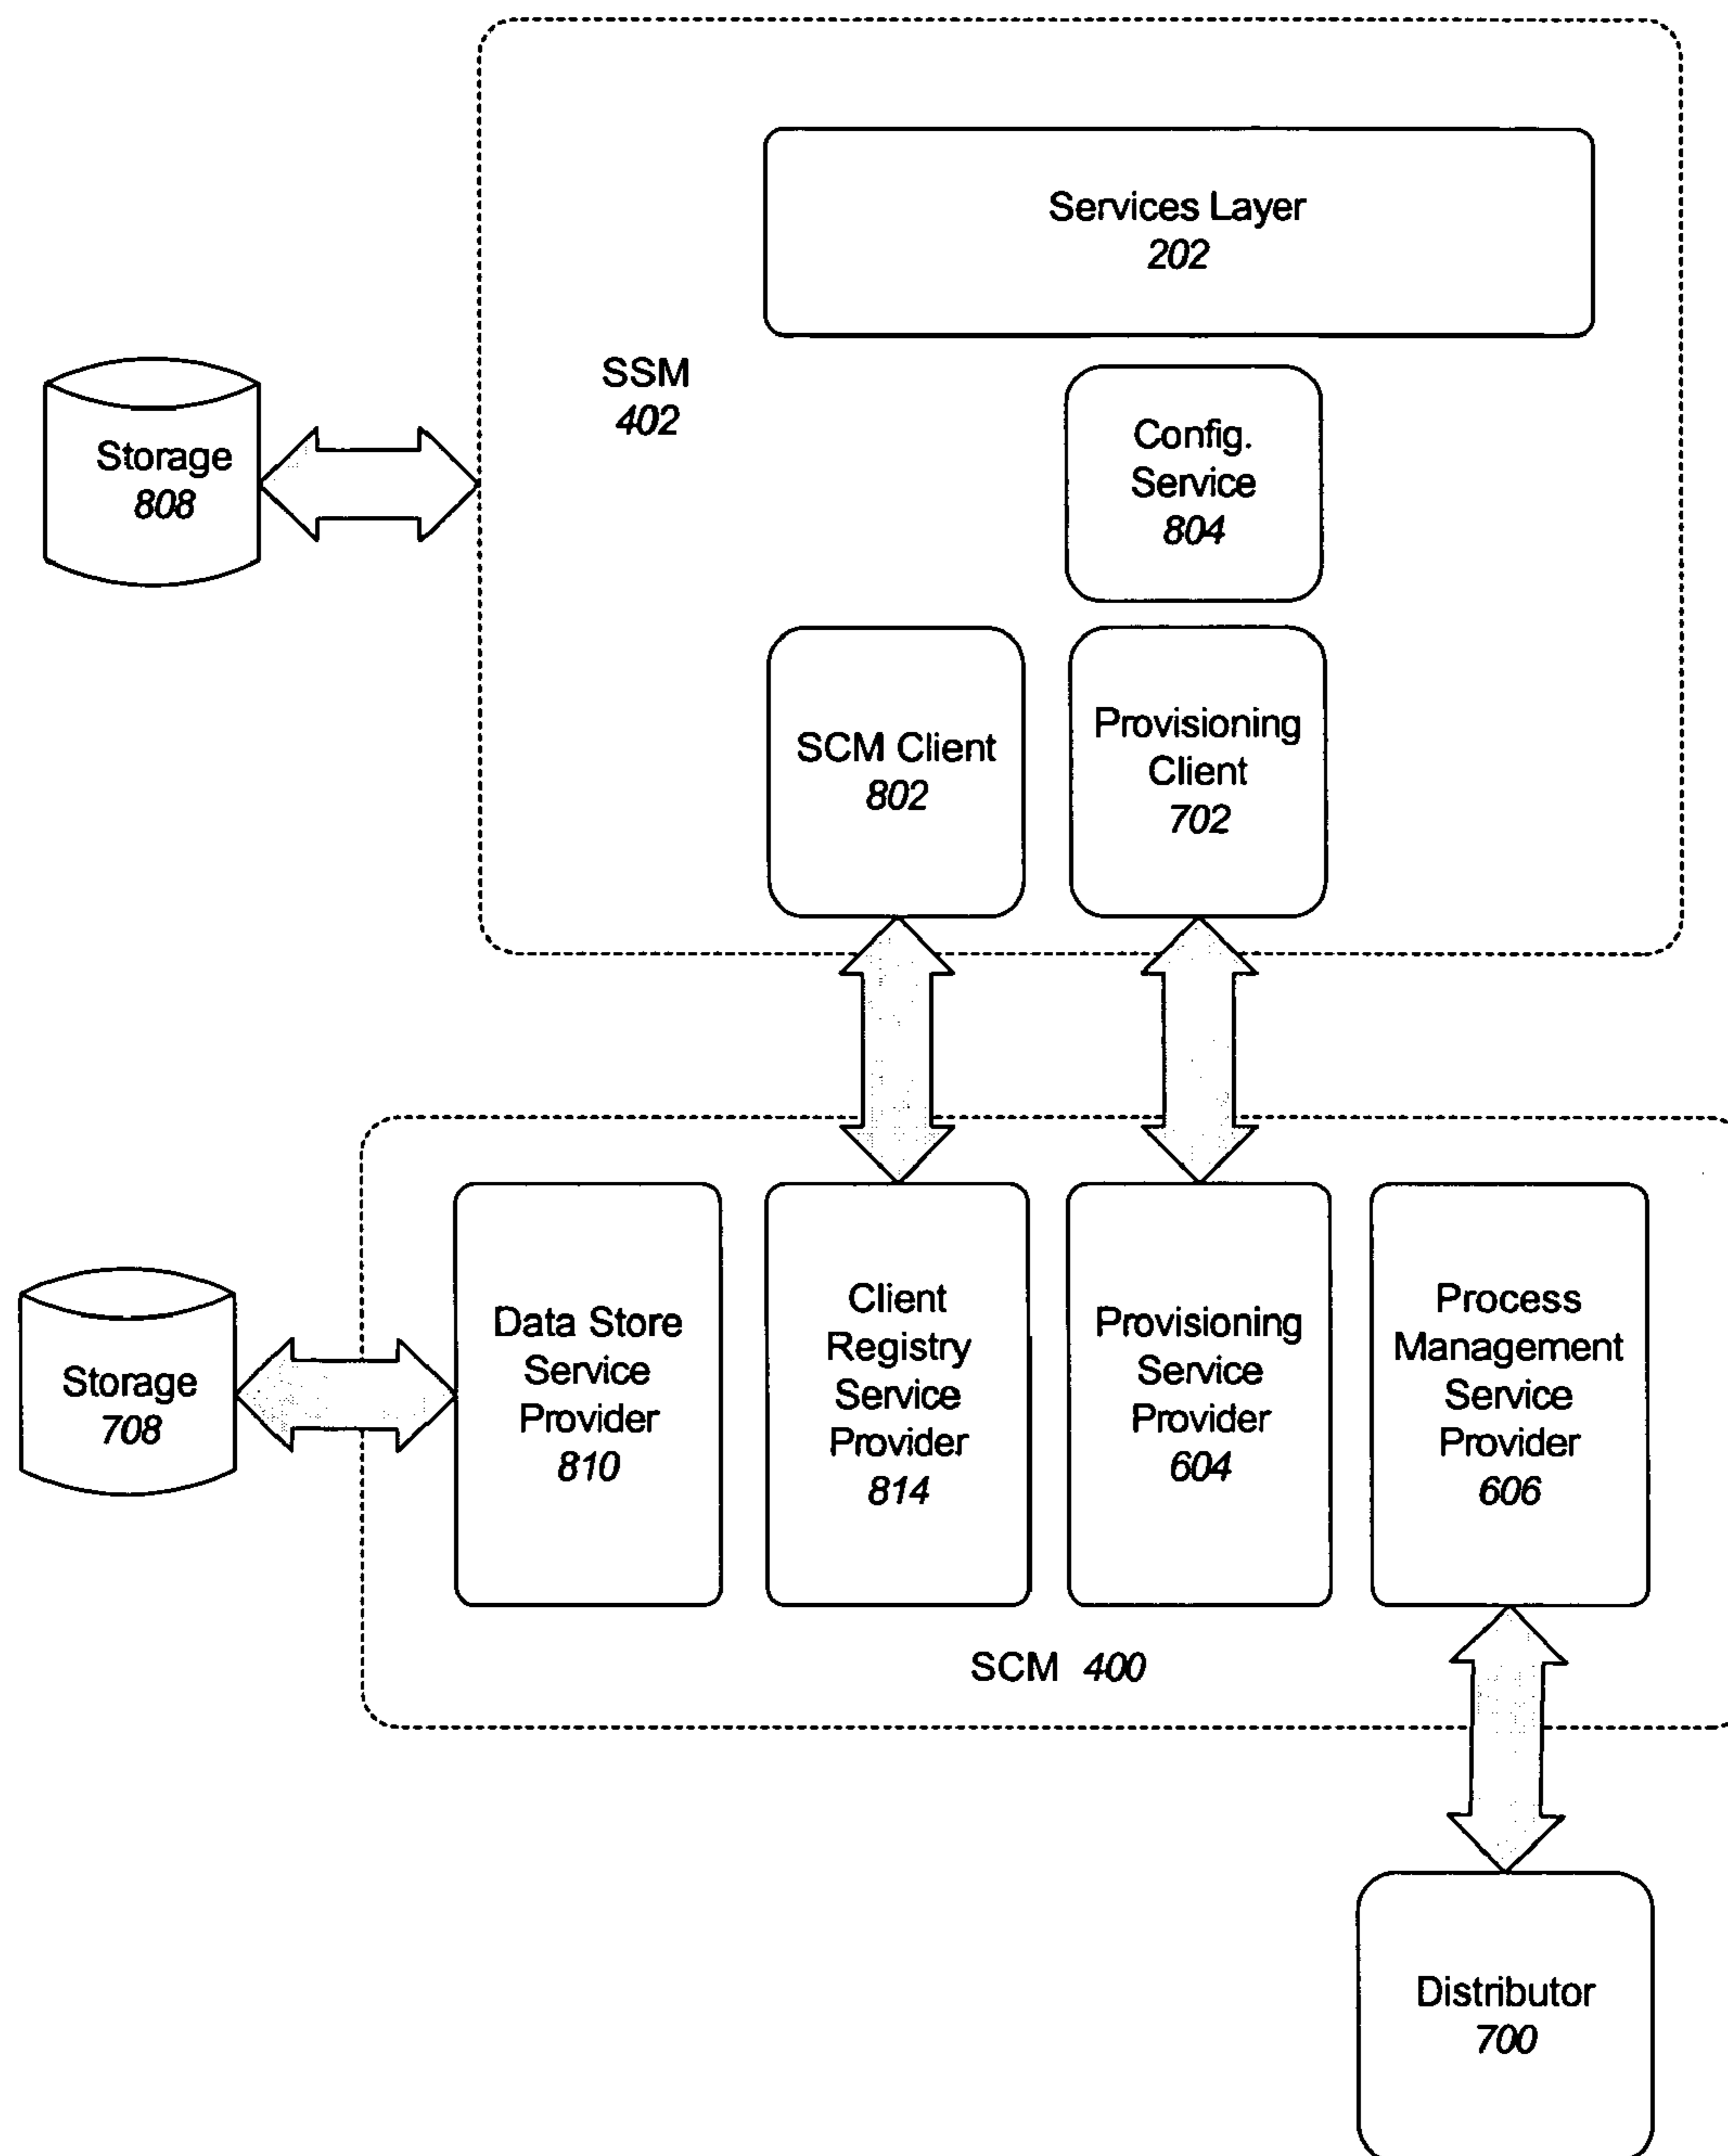 Services Layer
202
SSM
402
Storage
808
Config.
Service
804
SCM Client
802
Provisioning
Client
702
Storage
708
Data Store
Service
Provider
810
Client
Registry
Service
Provider
814
Provisioning
Service
Provider
604
Process
Management
Service
Provider
606
SCM 400
Distributor
700